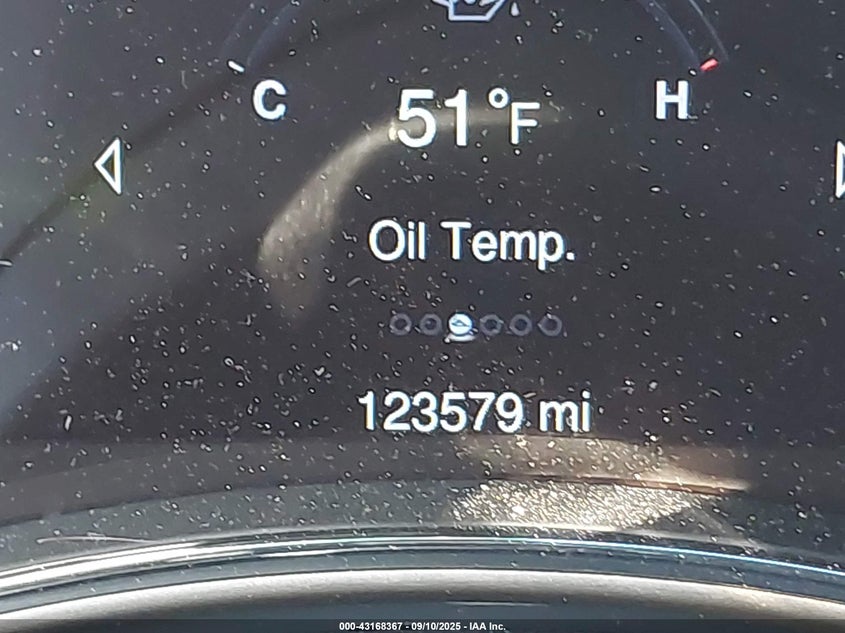 C
H
51°F
Oil Temp.
123579 mi
000-43168367 - 09/10/2025 - IAA Inc.